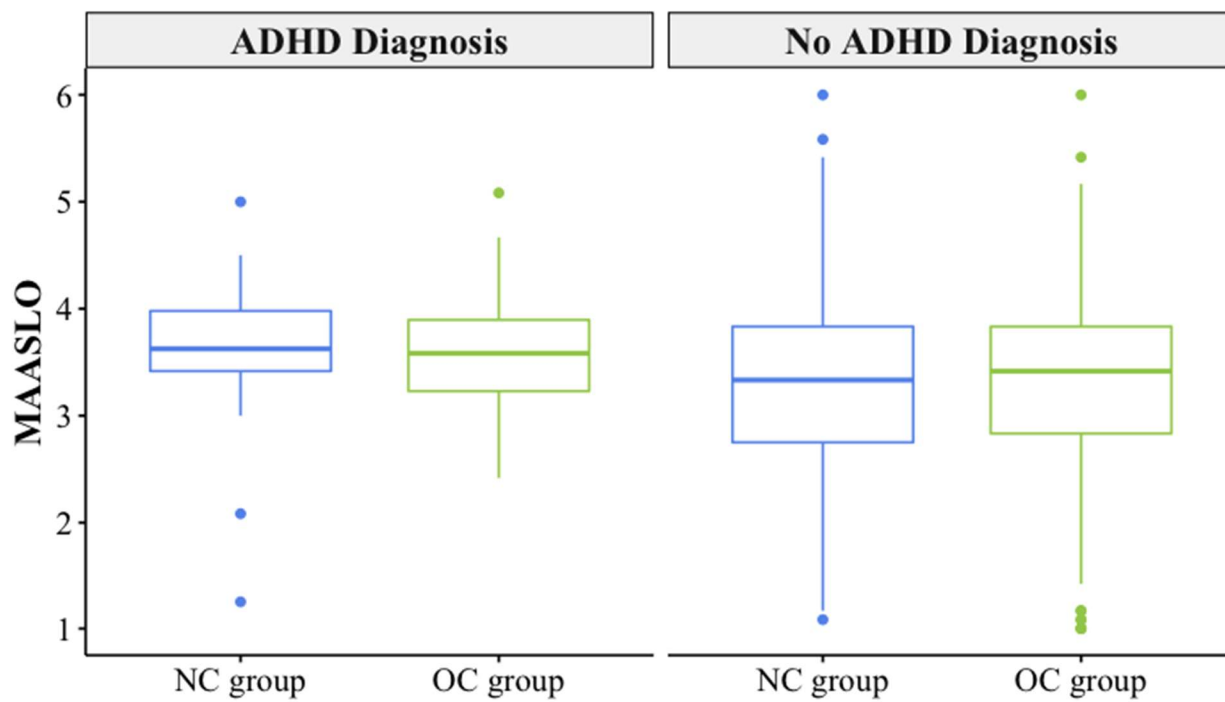 ADHD Diagnosis
No ADHD Diagnosis
MAASLO
6
5
4
3
2
1
NC group
OC group
NC group
OC group